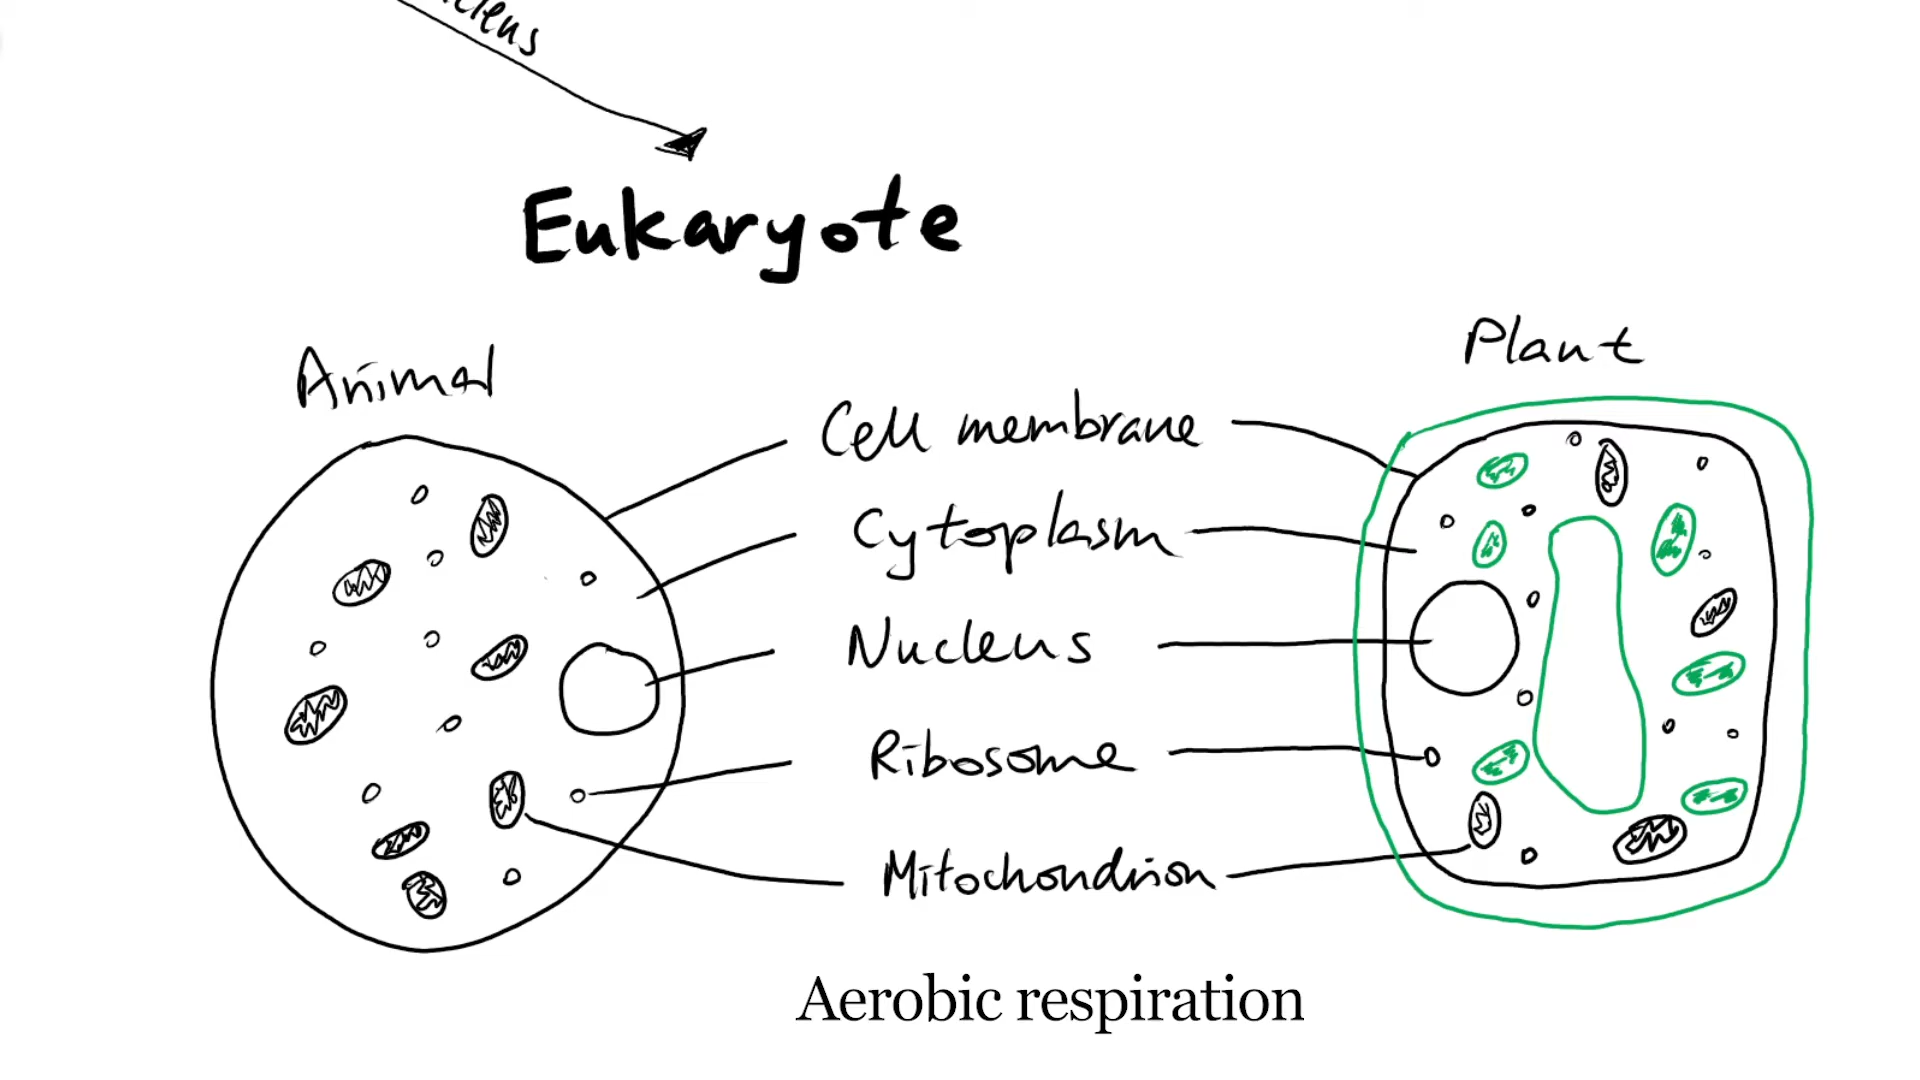 Eukaryote
Animal
Plant
Cell membrane
Cytoplasm
Nucleus
Ribosome
Mitochondrion
Aerobic respiration